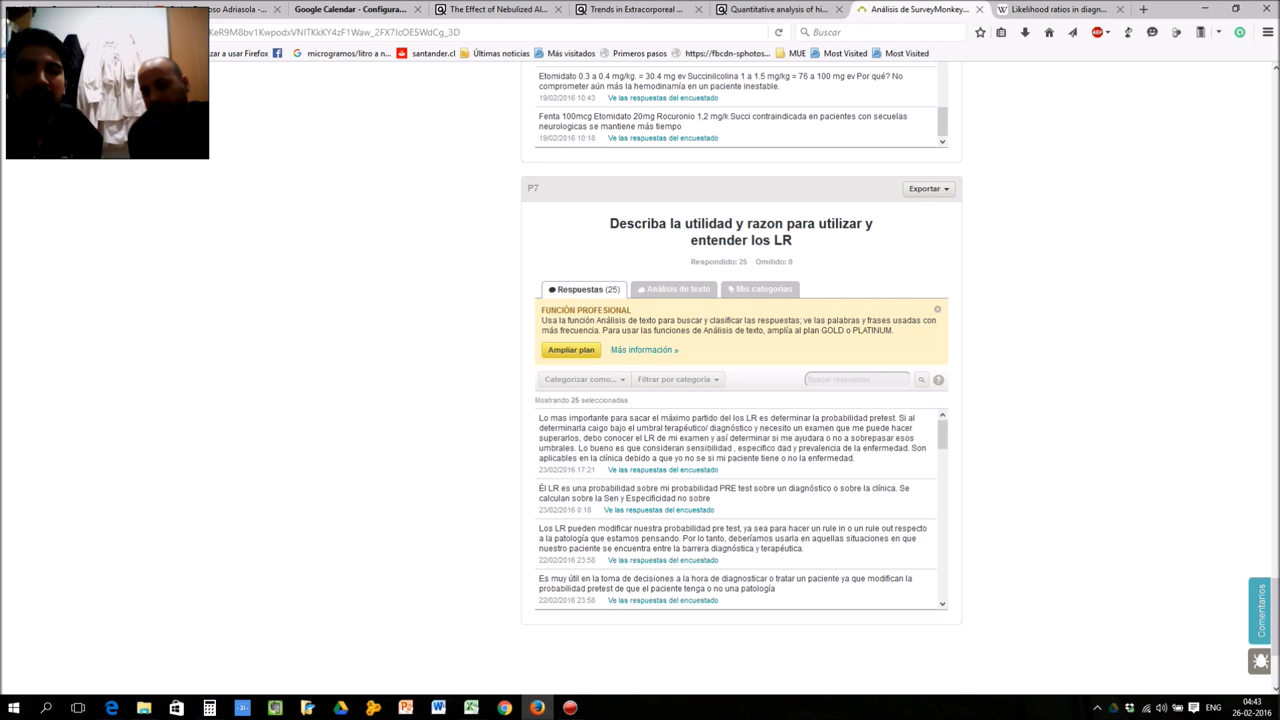 oso Adriasola -
Google Calendar - Configura...
The Effect of Nebulized Al...
Trends in Extracorporeal ...
Quantitative analysis of hi...
Análisis de SurveyMonkey...
Likelihood ratios in diagn...
KeR9M8bv1KwpodxVNITKkKY4zF1Waw_2FX7IcOE5WdCg_3D
Buscar
ABP
zar a usar Firefox
microgramos/litro a n...
santander.cl
Últimas noticias
Más visitados
Primeros pasos
https://fbcdn-sphotos...
MUE
Most Visited
Most Visited
Etomidato 0.3 a 0.4 mg/kg. = 30.4 mg ev Succinilcolina 1 a 1.5 mg/kg = 76 a 100 mg ev Por qué? No
comprometer aún más la hemodinamía en un paciente inestable.
19/02/2016 10:43 Ve las respuestas del encuestado
Fenta 100mcg Etomidato 20mg Rocuronio 1,2 mg/k Succi contraindicada en pacientes con secuelas
neurologicas se mantiene más tiempo
19/02/2016 10:18 Ve las respuestas del encuestado
P7
Exportar
Describa la utilidad y razon para utilizar y
entender los LR
Respondido: 25 Omitido: 0
Respuestas (25)
Análisis de texto
Mis categorías
FUNCIÓN PROFESIONAL
Usa la función Análisis de texto para buscar y clasificar las respuestas; ve las palabras y frases usadas con
más frecuencia. Para usar las funciones de Análisis de texto, amplía al plan GOLD o PLATINUM.
Ampliar plan
Más información »
Categorizar como...
Filtrar por categoría
Buscar respuestas
?
Mostrando 25 seleccionadas
Lo mas importante para sacar el máximo partido del los LR es determinar la probabilidad pretest. Si al
determinarla caigo bajo el umbral terapéutico/ diagnóstico y necesito un examen que me puede hacer
superarlos, debo conocer el LR de mi examen y así determinar si me ayudara o no a sobrepasar esos
umbrales. Lo bueno es que consideran sensibilidad , especifico dad y prevalencia de la enfermedad. Son
aplicables en la clínica debido a que yo no se si mi paciente tiene o no la enfermedad.
23/02/2016 17:21 Ve las respuestas del encuestado
Él LR es una probabilidad sobre mi probabilidad PRE test sobre un diagnóstico o sobre la clínica. Se
calculan sobre la Sen y Especificidad no sobre
23/02/2016 0:18 Ve las respuestas del encuestado
Los LR pueden modificar nuestra probabilidad pre test, ya sea para hacer un rule in o un rule out respecto
a la patología que estamos pensando. Por lo tanto, deberíamos usarla en aquellas situaciones en que
nuestro paciente se encuentra entre la barrera diagnóstica y terapéutica.
22/02/2016 23:58 Ve las respuestas del encuestado
Es muy útil en la toma de decisiones a la hora de diagnosticar o tratar un paciente ya que modifican la
probabilidad pretest de que el paciente tenga o no una patología
22/02/2016 23:58 Ve las respuestas del encuestado
Comentarios
ENG
04:43
26-02-2016